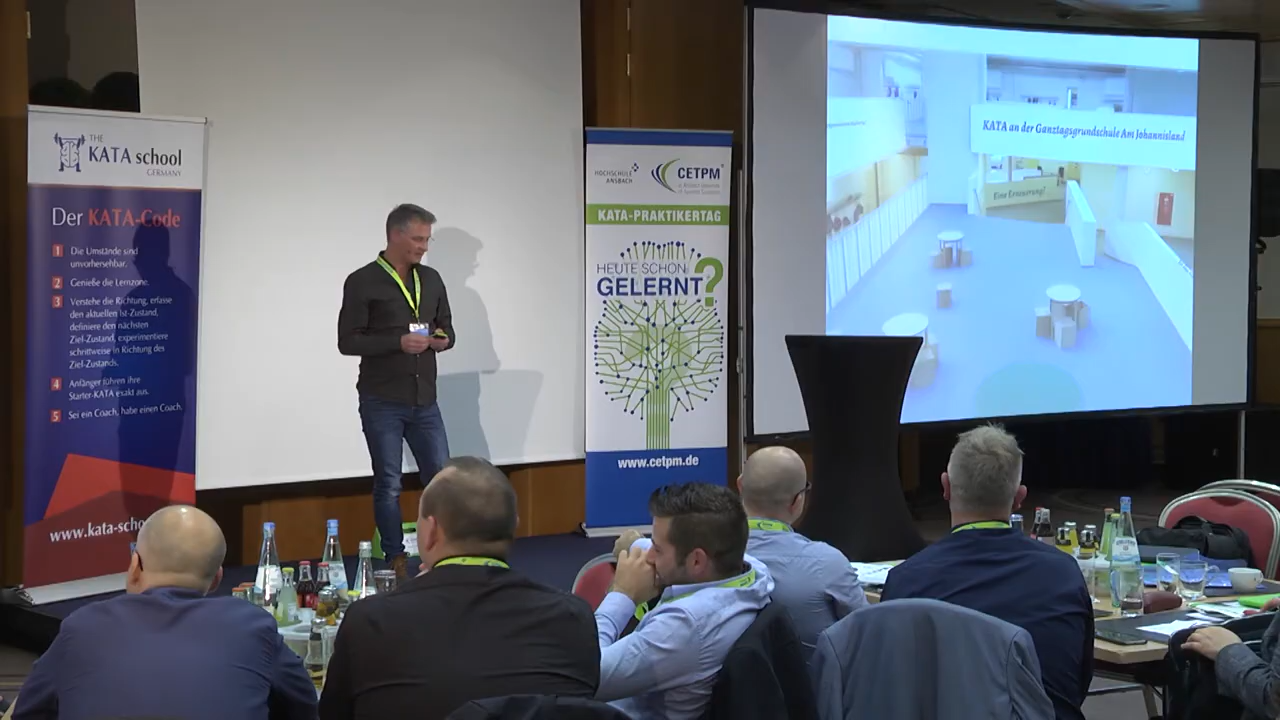 THE
KATA school
GERMANY
Der KATA-Code
1 Die Umstände sind
unvorhersehbar.
2 Genieße die Lernzone.
3 Verstehe die Richtung, erfasse
den aktuellen Ist-Zustand,
definiere den nächsten
Ziel-Zustand, experimentiere
schrittweise in Richtung des
Ziel-Zustands.
4 Anfänger führen ihre
Starter-KATA exakt aus.
5 Sei ein Coach, habe einen Coach.
www.kata-scho
HOCHSCHULE
ANSBACH
CETPM
KATA-PRAKTIKERTAG
HEUTE SCHON
GELERNT?
www.cetpm.de
KATA an der Ganztagsgrundschule Am Johannisland
Eine Erneuerung!